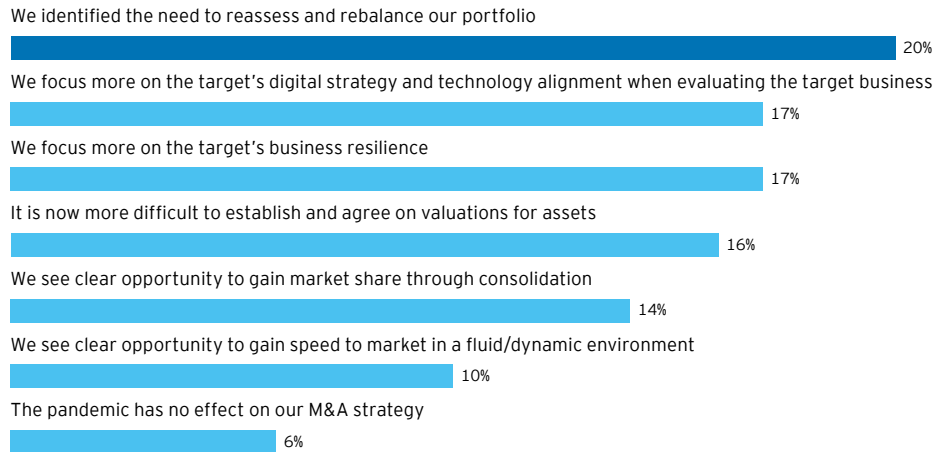 We identified the need to reassess and rebalance our portfolio
20%
We focus more on the target's digital strategy and technology alignment when evaluating the target business
17%
We focus more on the target's business resilience
17%
It is now more difficult to establish and agree on valuations for assets
16%
We see clear opportunity to gain market share through consolidation
14%
We see clear opportunity to gain speed to market in a fluid/dynamic environment
10%
The pandemic has no effect on our M&A strategy
6%